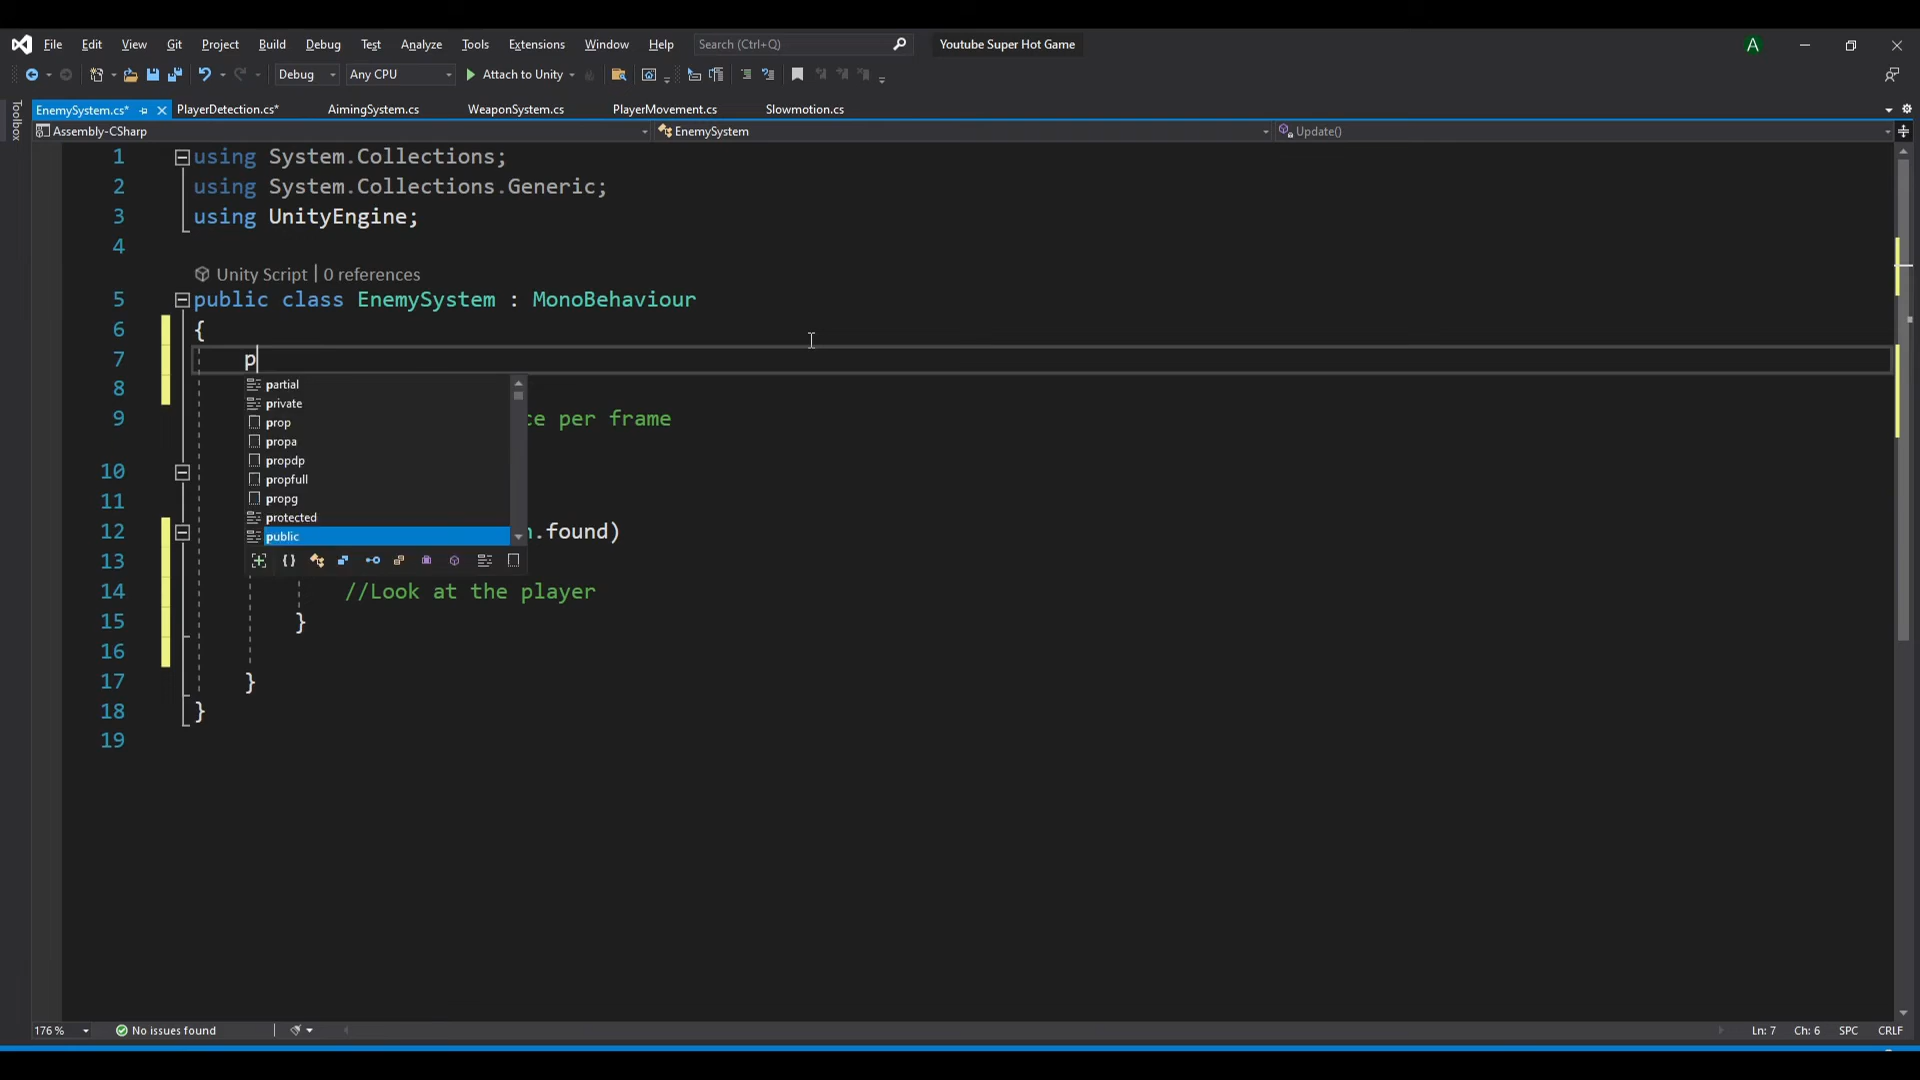 File Edit View Git Project Build Debug Test Analyze Tools Extensions Window Help Search (Ctrl+Q) Youtube Super Hot Game A
Debug Any CPU Attach to Unity
EnemySystem.cs* PlayerDetection.cs* AimingSystem.cs WeaponSystem.cs PlayerMovement.cs Slowmotion.cs
Toolbox
Assembly-CSharp EnemySystem Update()
1 using System.Collections;
2 using System.Collections.Generic;
3 using UnityEngine;
4
Unity Script | 0 references
5 public class EnemySystem : MonoBehaviour
6 {
7 p
8
partial
private
9 ce per frame
prop
propa
propdp
10
propfull
propg
11
protected
12 .found)
public
13
14 //Look at the player
15 }
16
17 }
18 }
19
176 % No issues found Ln: 7 Ch: 6 SPC CRLF